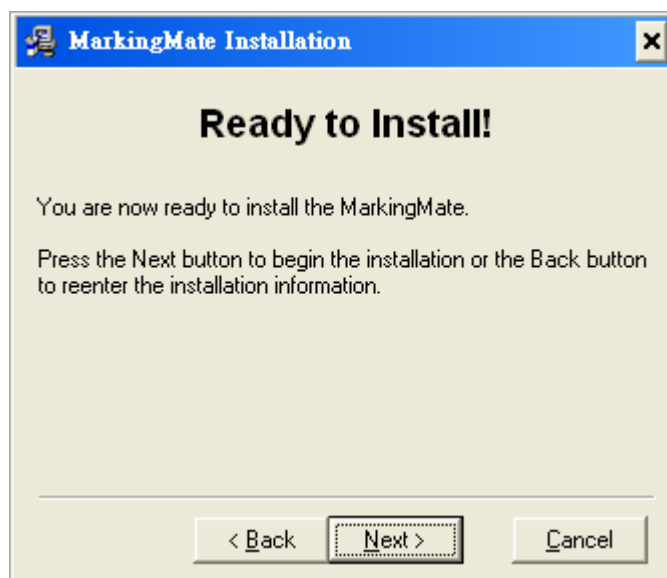 MarkingMate Installation
Ready to Install!
You are now ready to install the MarkingMate.
Press the Next button to begin the installation or the Back button
to reenter the installation information.
< Back Next > Cancel